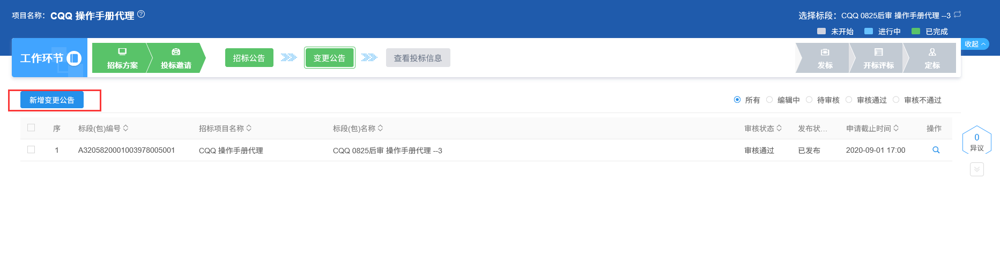 项目名称： CQQ 操作手册代理 ?
选择标段： CQQ 0825后审 操作手册代理 --3
未开始 进行中 已完成
收起
工作环节
招标方案 投标邀请
招标公告 变更公告 查看投标信息
发标 开标评标 定标
新增变更公告
所有 编辑中 待审核 审核通过 审核不通过
序 标段(包)编号 招标项目名称 标段(包)名称 审核状态 发布状... 申请截止时间 操作
1 A3205820001003978005001 CQQ 操作手册代理 CQQ 0825后审 操作手册代理 --3 审核通过 已发布 2020-09-01 17:00
0
异议